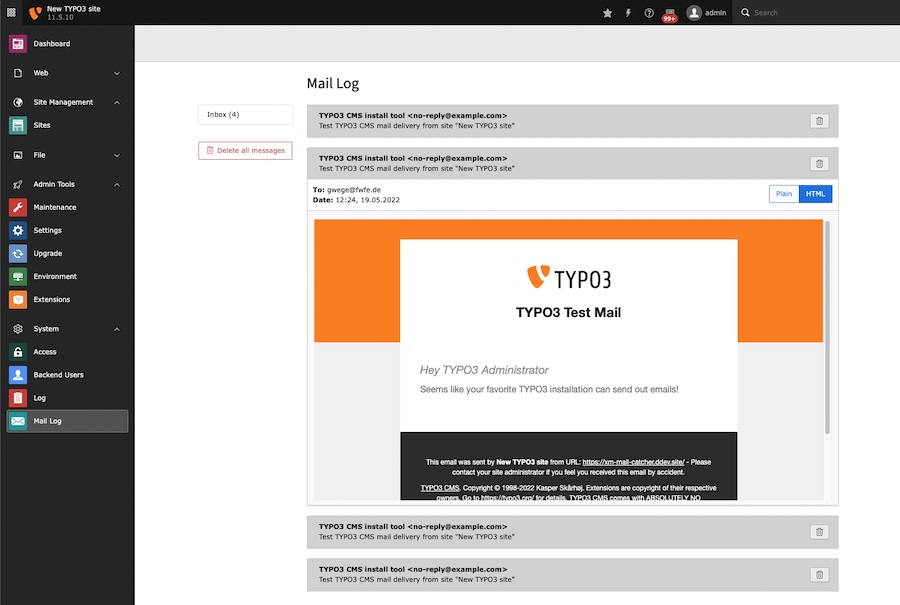 New TYPO3 site
11.5.10
99+
admin
Search
Dashboard
Web
Site Management
Sites
File
Admin Tools
Maintenance
Settings
Upgrade
Environment
Extensions
System
Access
Backend Users
Log
Mail Log
Mail Log
Inbox (4)
Delete all messages
TYPO3 CMS install tool <no-reply@example.com>
Test TYPO3 CMS mail delivery from site "New TYPO3 site"
TYPO3 CMS install tool <no-reply@example.com>
Test TYPO3 CMS mail delivery from site "New TYPO3 site"
To: gwege@fwfe.de
Date: 12:24, 19.05.2022
Plain
HTML
TYPO3
TYPO3 Test Mail
Hey TYPO3 Administrator
Seems like your favorite TYPO3 installation can send out emails!
This email was sent by New TYPO3 site from URL: https://xm-mail-catcher.ddev.site/ - Please
contact your site administrator if you feel you received this email by accident.
TYPO3 CMS. Copyright © 1998-2022 Kasper Skårhøj. Extensions are copyright of their respective
owners. Go to https://typo3.org/ for details. TYPO3 CMS comes with ABSOLUTELY NO
TYPO3 CMS install tool <no-reply@example.com>
Test TYPO3 CMS mail delivery from site "New TYPO3 site"
TYPO3 CMS install tool <no-reply@example.com>
Test TYPO3 CMS mail delivery from site "New TYPO3 site"